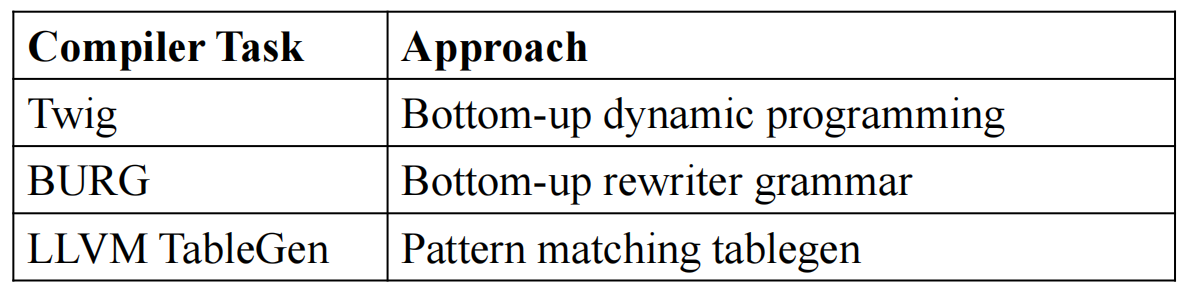 Compiler Task Approach
Twig Bottom-up dynamic programming
BURG Bottom-up rewriter grammar
LLVM TableGen Pattern matching tablegen